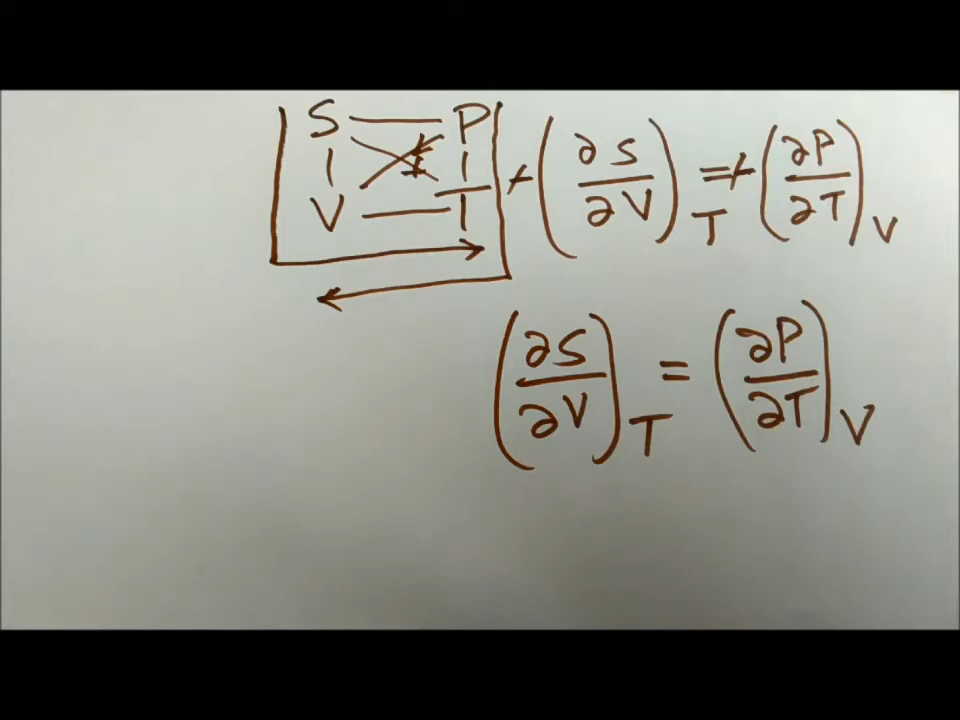 S — P
V — T
+ (∂S/∂V)_T = + (∂P/∂T)_V
(∂S/∂V)_T = (∂P/∂T)_V